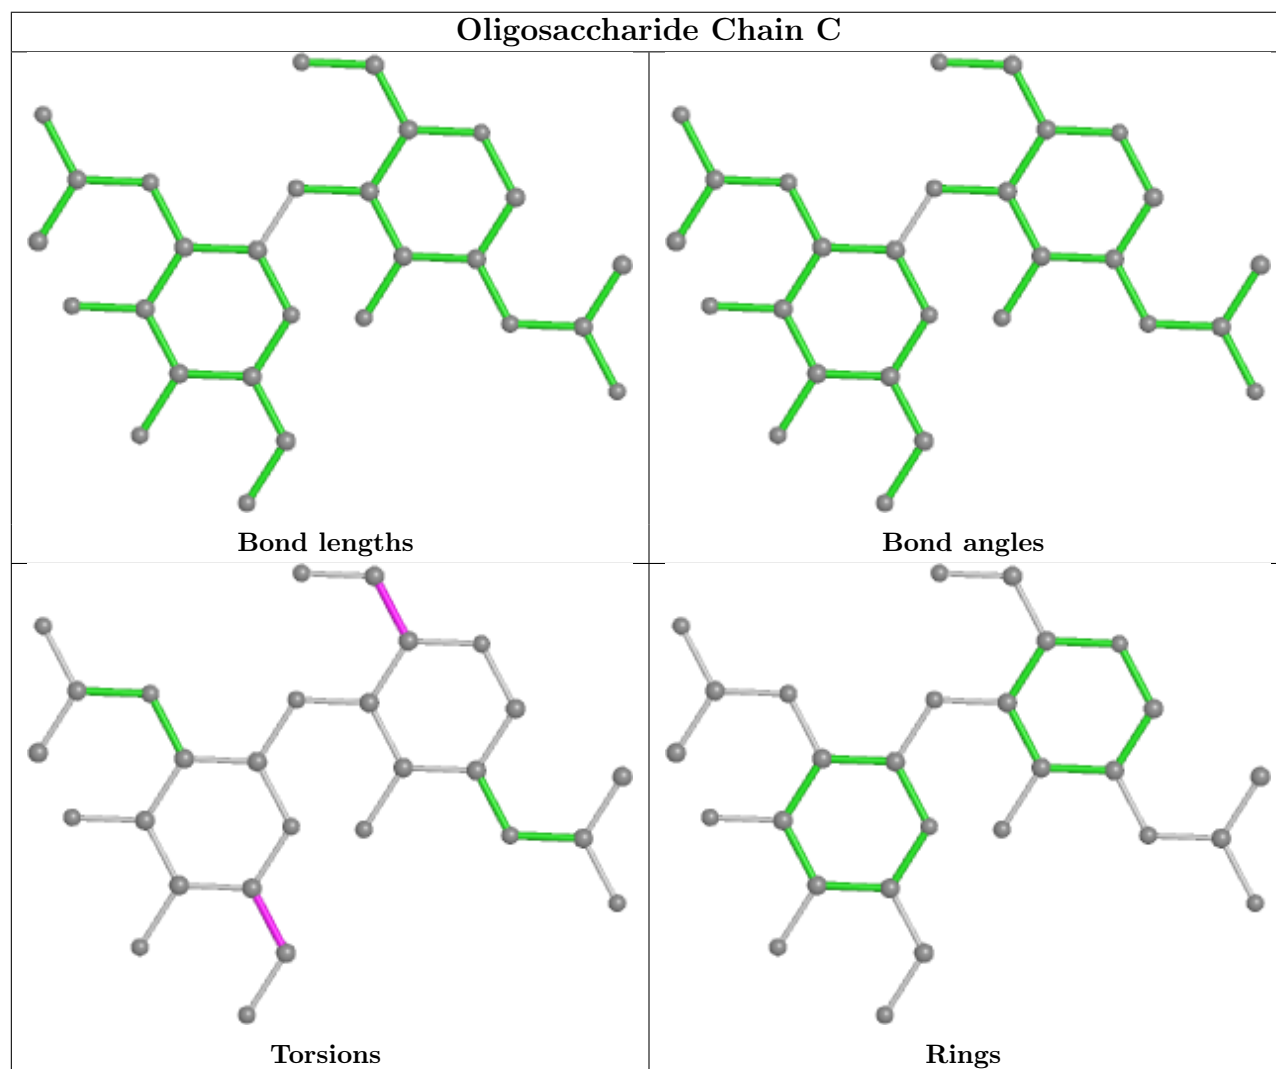 Oligosaccharide Chain C
Bond lengths
Bond angles
Torsions
Rings